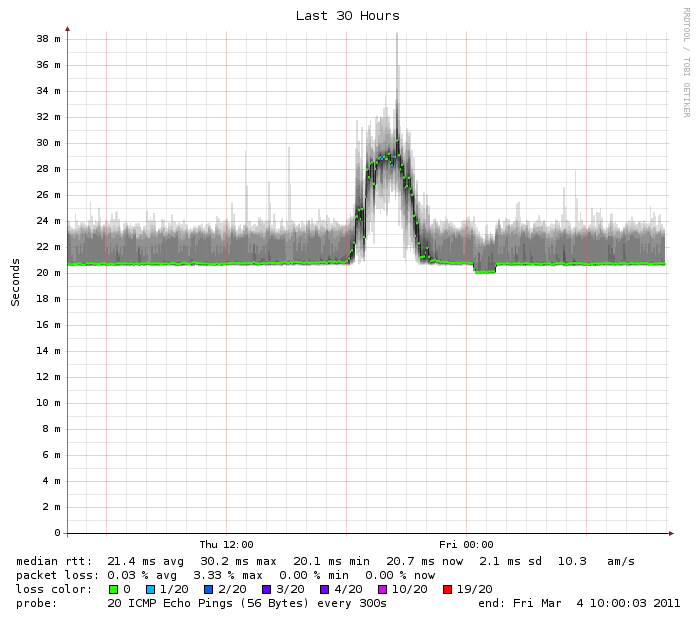 Last 30 Hours
RRDTOOL / TOBI OETIKER
38 m
36 m
34 m
32 m
30 m
28 m
26 m
24 m
22 m
20 m
18 m
16 m
14 m
12 m
10 m
8 m
6 m
4 m
2 m
0
Seconds
Thu 12:00 Fri 00:00
median rtt: 21.4 ms avg 30.2 ms max 20.1 ms min 20.7 ms now 2.1 ms sd 10.3 am/s
packet loss: 0.03 % avg 3.33 % max 0.00 % min 0.00 % now
loss color: 0 1/20 2/20 3/20 4/20 10/20 19/20
probe: 20 ICMP Echo Pings (56 Bytes) every 300s end: Fri Mar 4 10:00:03 2011